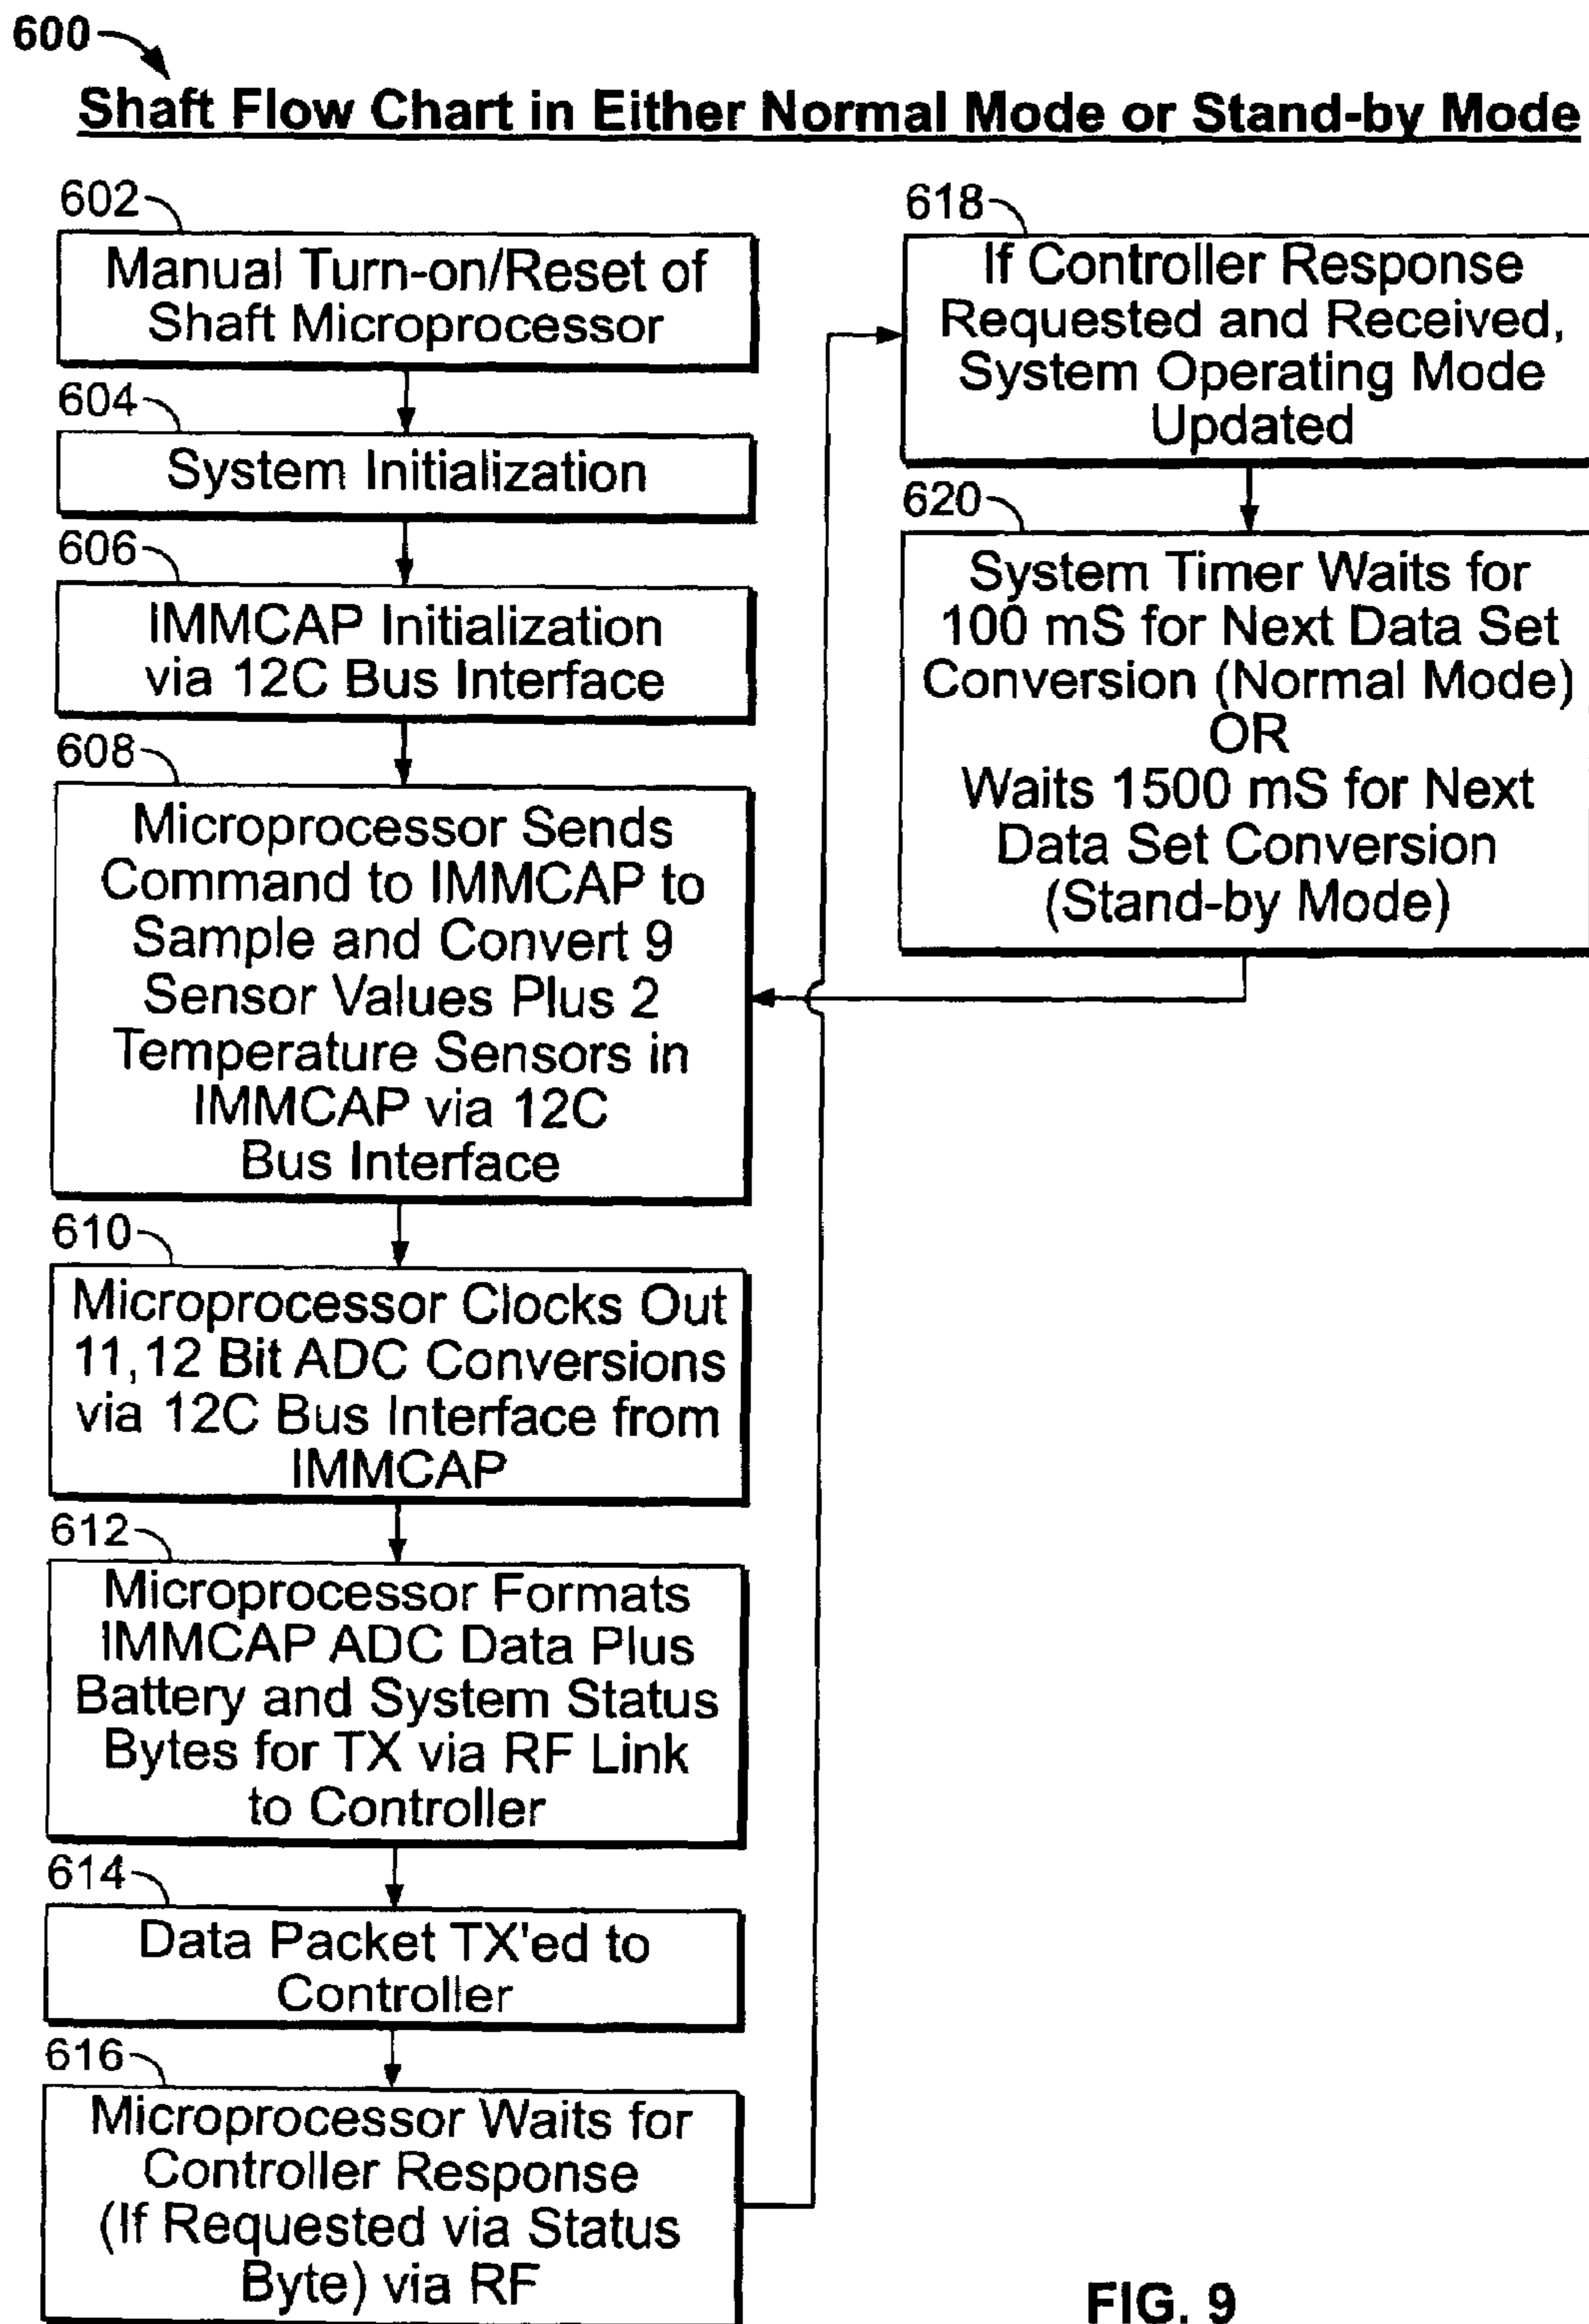 600
Shaft Flow Chart in Either Normal Mode or Stand-by Mode
602
Manual Turn-on/Reset of
Shaft Microprocessor
604
System Initialization
606
IMMCAP Initialization
via 12C Bus Interface
608
Microprocessor Sends
Command to IMMCAP to
Sample and Convert 9
Sensor Values Plus 2
Temperature Sensors in
IMMCAP via 12C
Bus Interface
610
Microprocessor Clocks Out
11,12 Bit ADC Conversions
via 12C Bus Interface from
IMMCAP
612
Microprocessor Formats
IMMCAP ADC Data Plus
Battery and System Status
Bytes for TX via RF Link
to Controller
614
Data Packet TX'ed to
Controller
616
Microprocessor Waits for
Controller Response
(If Requested via Status
Byte) via RF
618
If Controller Response
Requested and Received,
System Operating Mode
Updated
620
System Timer Waits for
100 mS for Next Data Set
Conversion (Normal Mode)
OR
Waits 1500 mS for Next
Data Set Conversion
(Stand-by Mode)
FIG. 9